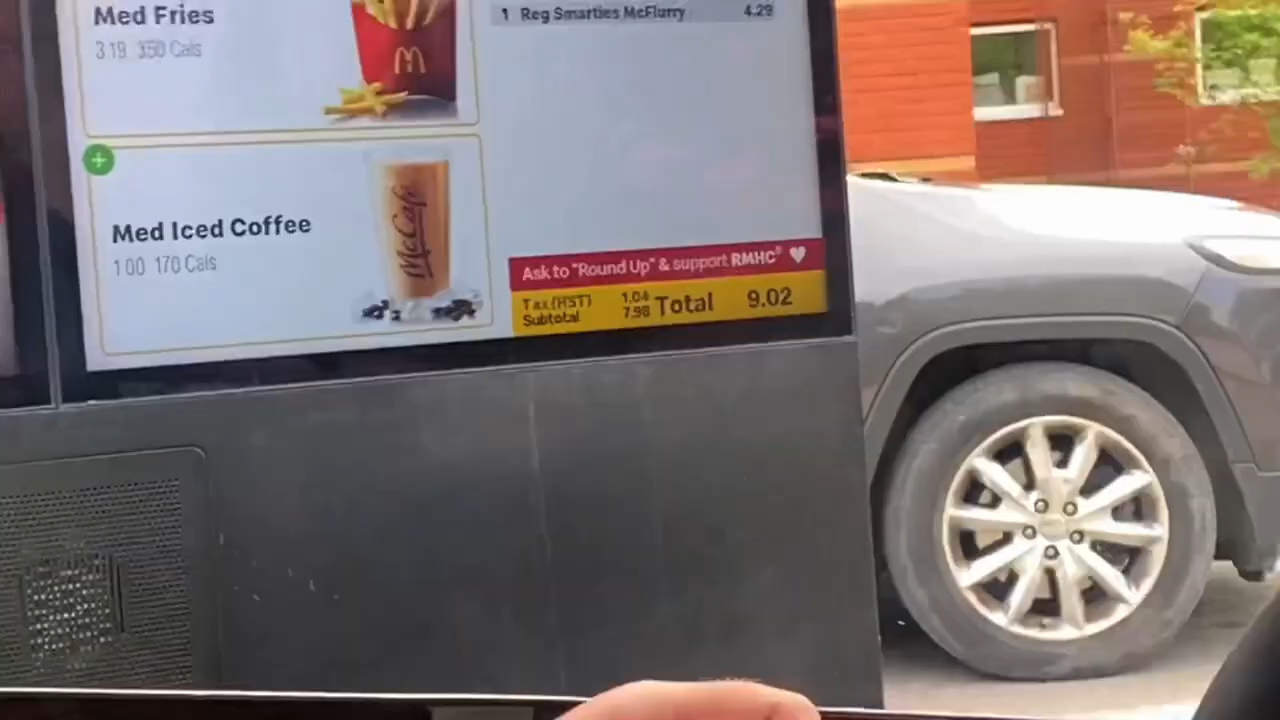 Med Fries
3.19 350 Cals
1 Reg Smarties McFlurry 4.29
Med Iced Coffee
1.00 170 Cals
McCafé
Ask to "Round Up" & support RMHC®
Tax(HST) 1.04
Subtotal 7.98
Total 9.02